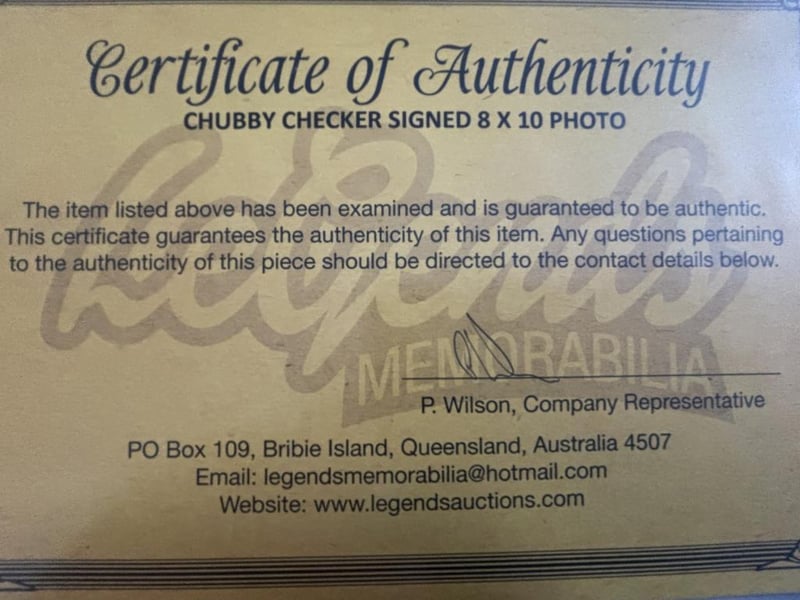 Certificate of Authenticity
CHUBBY CHECKER SIGNED 8 X 10 PHOTO
The item listed above has been examined and is guaranteed to be authentic.
This certificate guarantees the authenticity of this item. Any questions pertaining
to the authenticity of this piece should be directed to the contact details below.
Legends
MEMORABILIA
P. Wilson, Company Representative
PO Box 109, Bribie Island, Queensland, Australia 4507
Email: legendsmemorabilia@hotmail.com
Website: www.legendsauctions.com